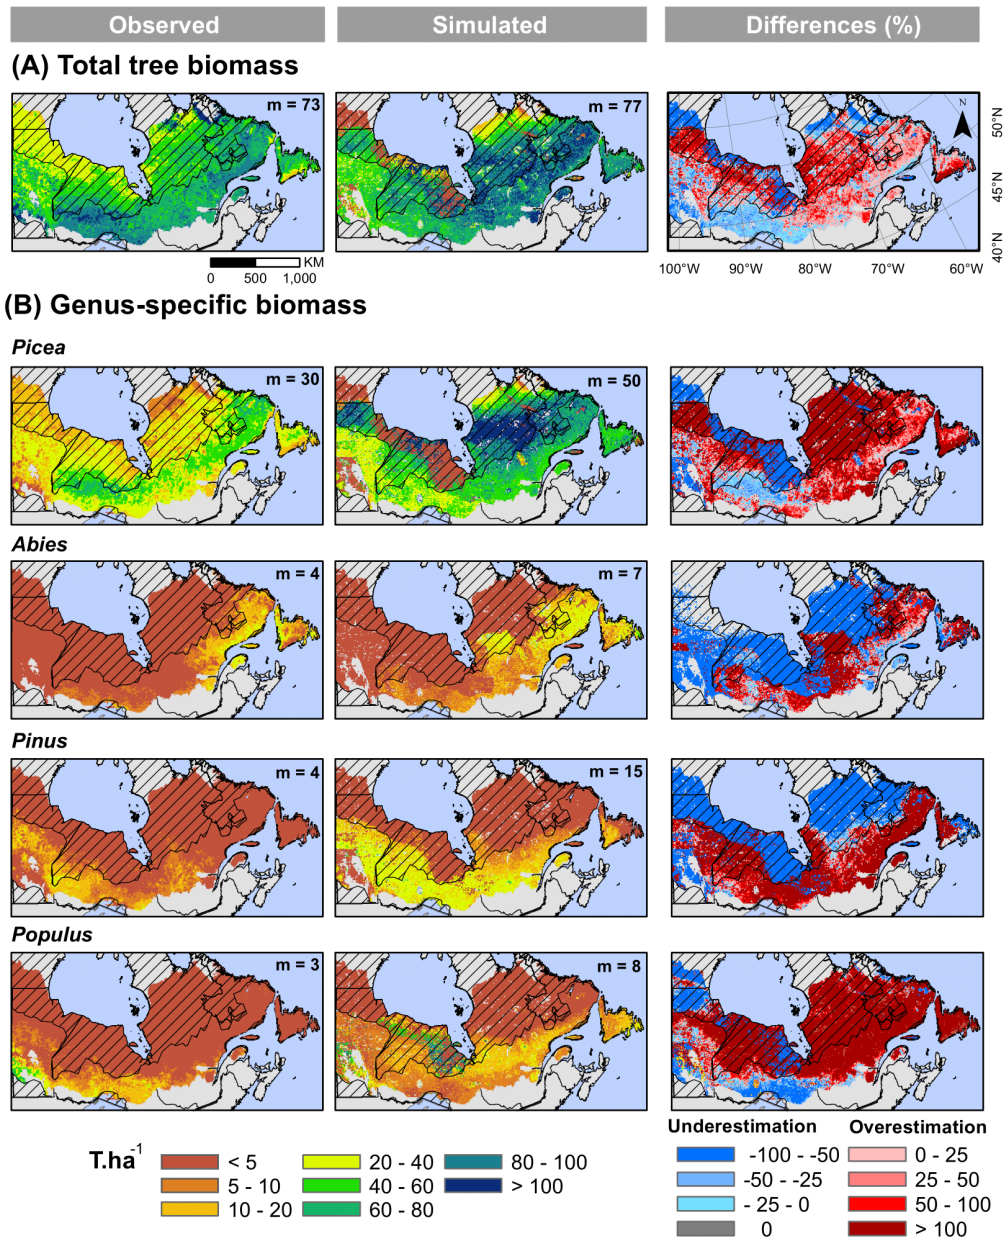 Observed Simulated Differences (%)
(A) Total tree biomass
m = 73 m = 77
N
50°N
45°N
40°N
KM
0 500 1,000
100°W 90°W 80°W 70°W 60°W
(B) Genus-specific biomass
Picea
m = 30 m = 50
Abies
m = 4 m = 7
Pinus
m = 4 m = 15
Populus
m = 3 m = 8
T.ha-1
< 5 20 - 40 80 - 100
5 - 10 40 - 60 > 100
10 - 20 60 - 80
Underestimation Overestimation
-100 - -50 0 - 25
-50 - -25 25 - 50
- 25 - 0 50 - 100
0 > 100